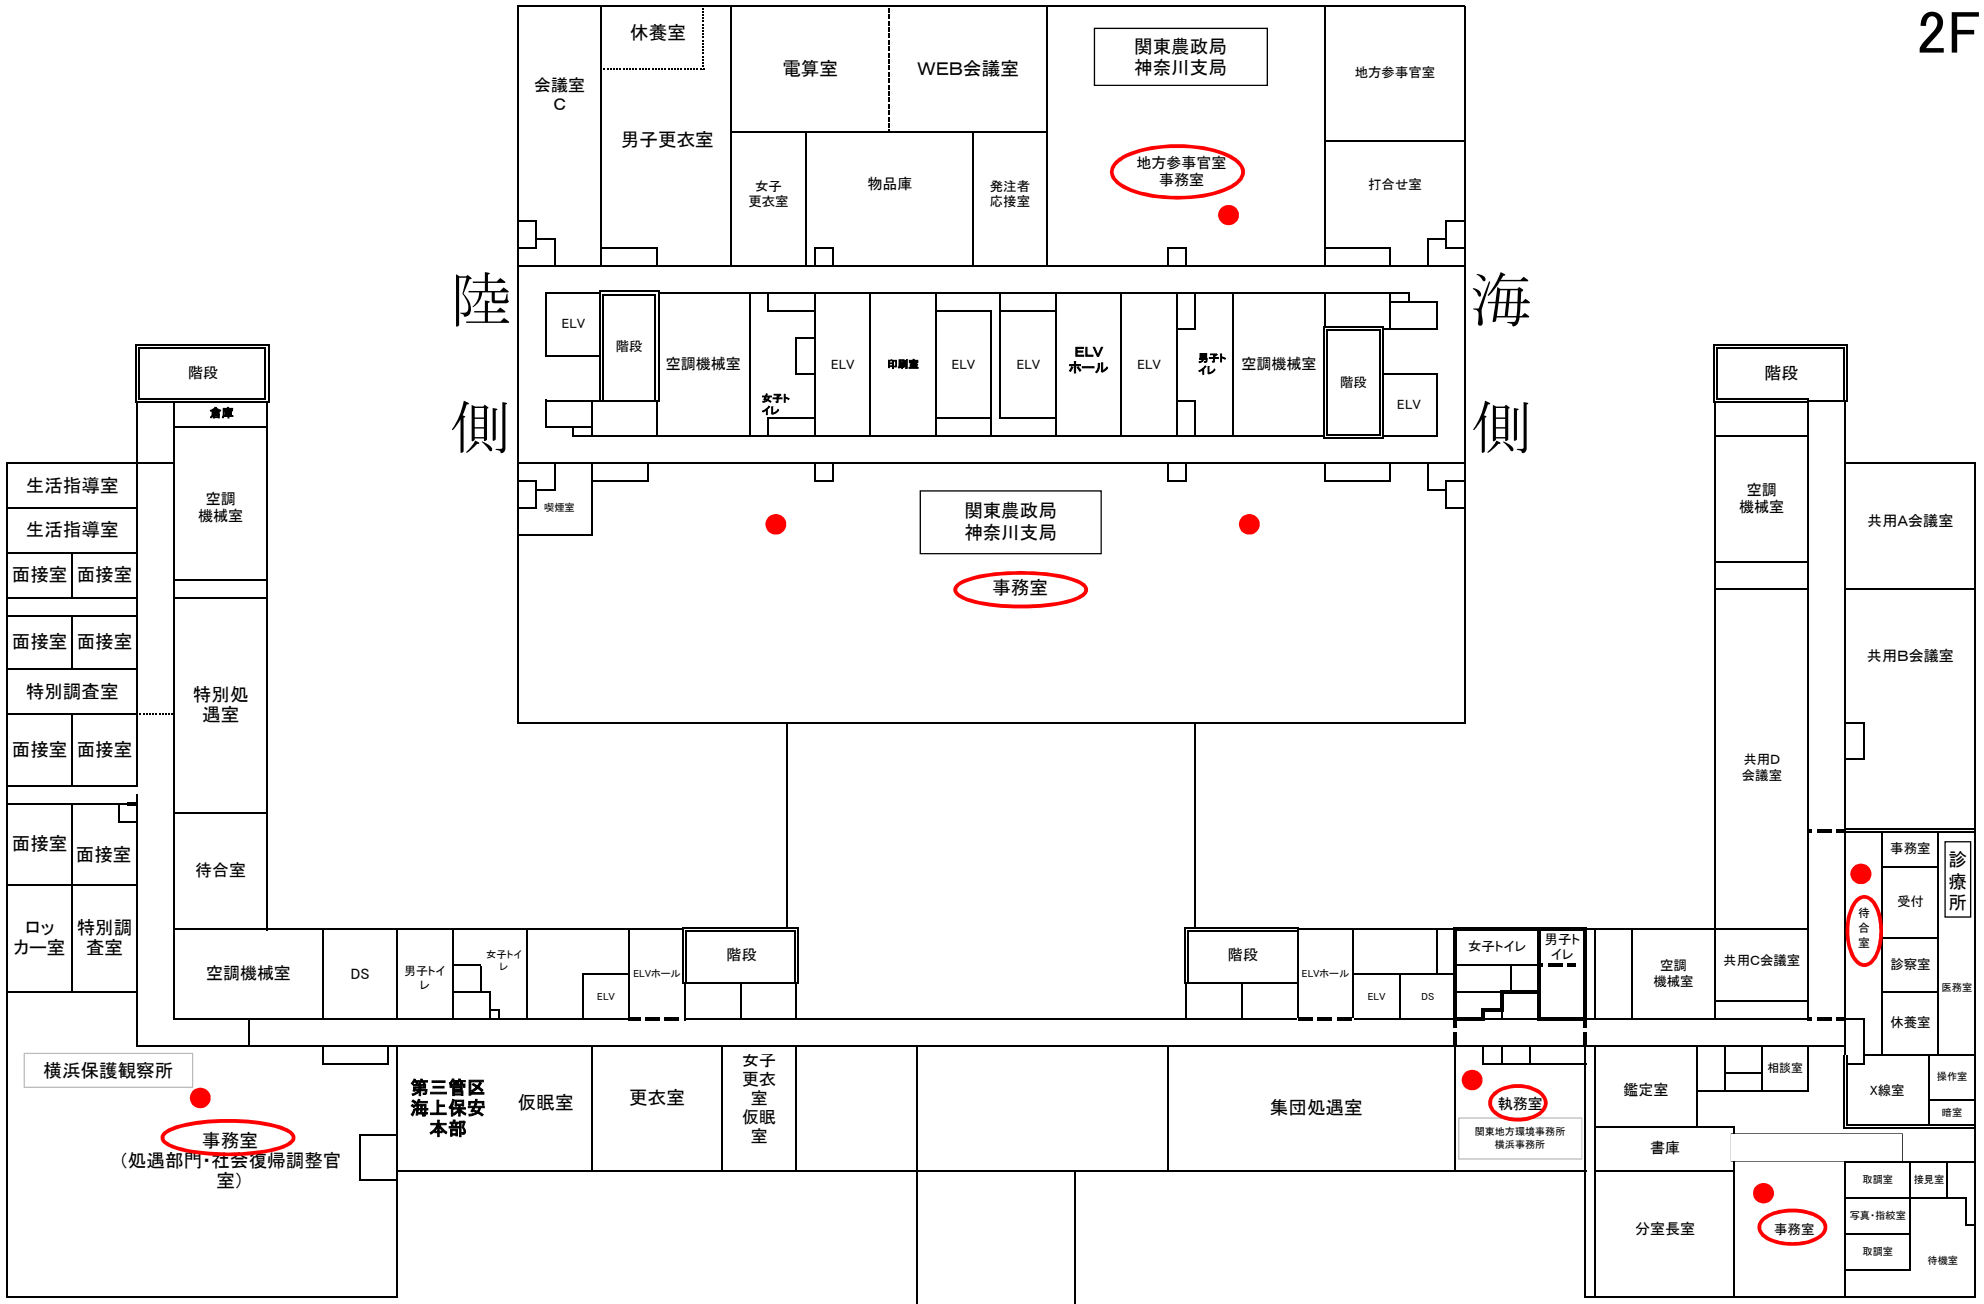 2F
休養室
会議室
C
電算室
WEB会議室
関東農政局
神奈川支局
地方参事官室
男子更衣室
女子
更衣室
物品庫
発注者
応接室
地方参事官室
事務室
打合せ室
陸
側
海
側
ELV
階段
空調機械室
女子ト
イレ
ELV
印刷室
ELV
ELV
ELV
ホール
ELV
男子ト
イレ
空調機械室
階段
ELV
喫煙室
関東農政局
神奈川支局
事務室
階段
倉庫
空調
機械室
生活指導室
生活指導室
面接室
面接室
面接室
面接室
特別調査室
面接室
面接室
特別処
遇室
面接室
面接室
待合室
ロッ
カー室
特別調
査室
空調機械室
DS
男子トイ
レ
女子トイ
レ
ELV
ELVホール
階段
横浜保護観察所
事務室
（処遇部門・社会復帰調整官
室）
第三管区
海上保安
本部
仮眠室
更衣室
女子
更衣
室
仮眠
室
階段
ELVホール
ELV
DS
女子トイレ
男子ト
イレ
空調
機械室
共用C会議室
集団処遇室
執務室
関東地方環境事務所
横浜事務所
階段
空調
機械室
共用A会議室
共用B会議室
共用D
会議室
事務室
診
療
所
受付
待
合
室
診察室
医務室
休養室
X線室
操作室
暗室
鑑定室
相談室
書庫
分室長室
事務室
取調室
接見室
写真・指紋室
取調室
待機室